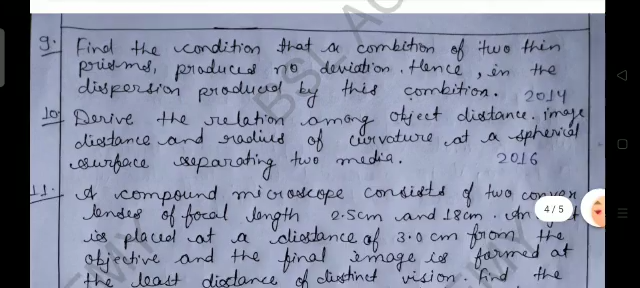 9. Find the condition that a combition of two thin
prisms, produced no deviation. Hence, in the
dispersion produced by this combition. 2014
10. Derive the relation among object distance, image
distance and radius of curvature at a spherical
surface separating two media. 2016
11. A compound microscope consists of two convex
lenses of focal length 2.5cm and 18cm.
is placed at a distance of 3.0 cm from the
objective and the final image is formed at
the least distance of distinct vision. Find the
4/5